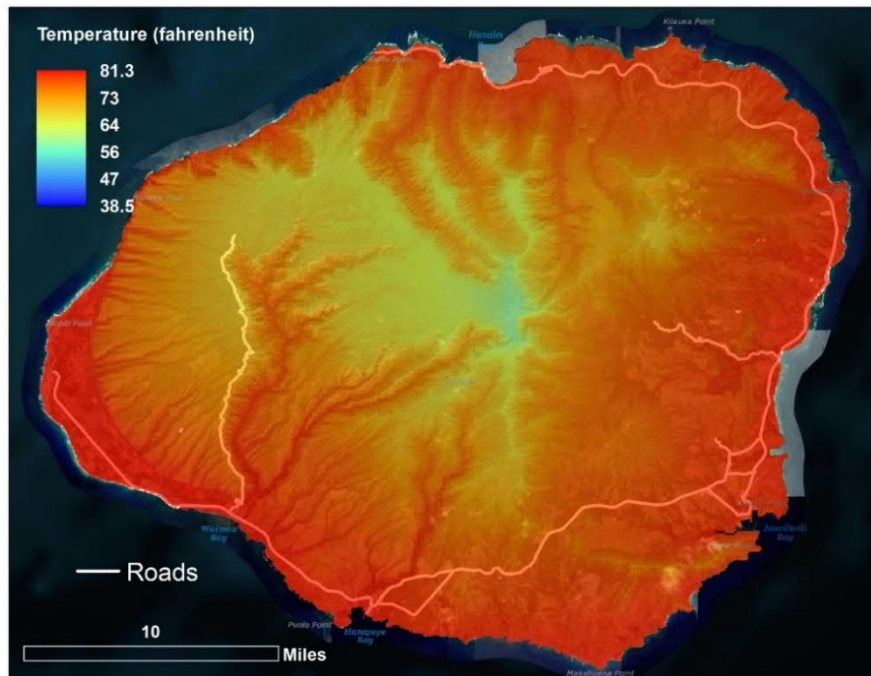 Temperature (fahrenheit)
81.3
73
64
56
47
38.5
Hanalei
Kilauea Point
Waimea
Bay
Nawiliwili
Bay
Roads
Puolo Point
Hanapepe
Bay
10
Miles
Makahuena Point